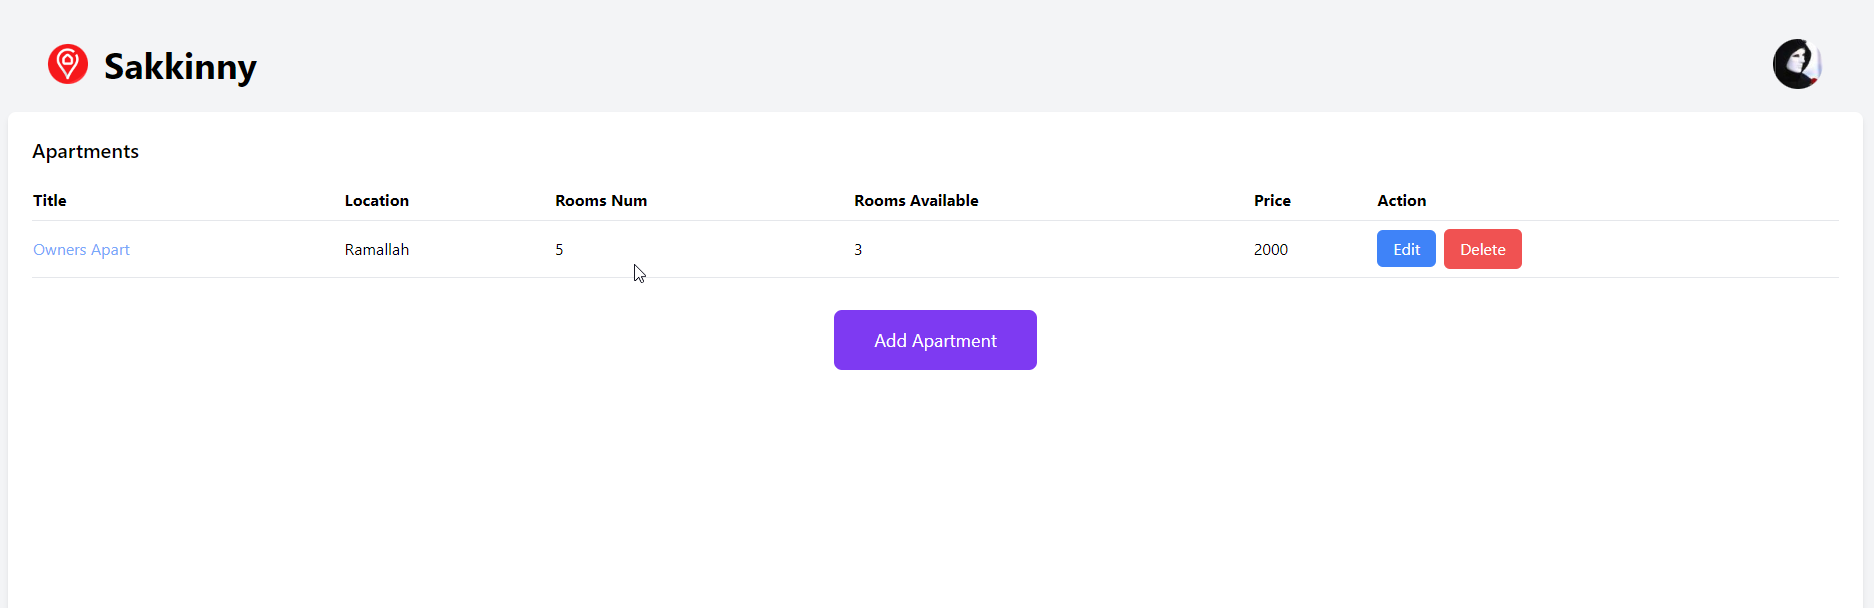 Sakkinny
Apartments
Title Location Rooms Num Rooms Available Price Action
Owners Apart Ramallah 5 3 2000 Edit Delete
Add Apartment